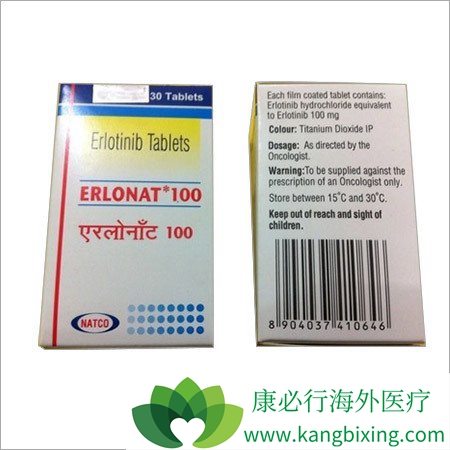 30 Tablets
Erlotinib Tablets
ERLONAT*100
एरलोनाँट 100
NATCO
Each film coated tablet contains:
Erlotinib hydrochloride equivalent
to Erlotinib 100 mg
Colour: Titanium Dioxide IP
Dosage: As directed by the
Oncologist.
Warning:To be supplied against the
prescription of an Oncologist only.
Store between 15°C and 30°C.
Keep out of reach and sight of
children.
8 904037 410646
康必行海外医疗
www.kangbixing.com